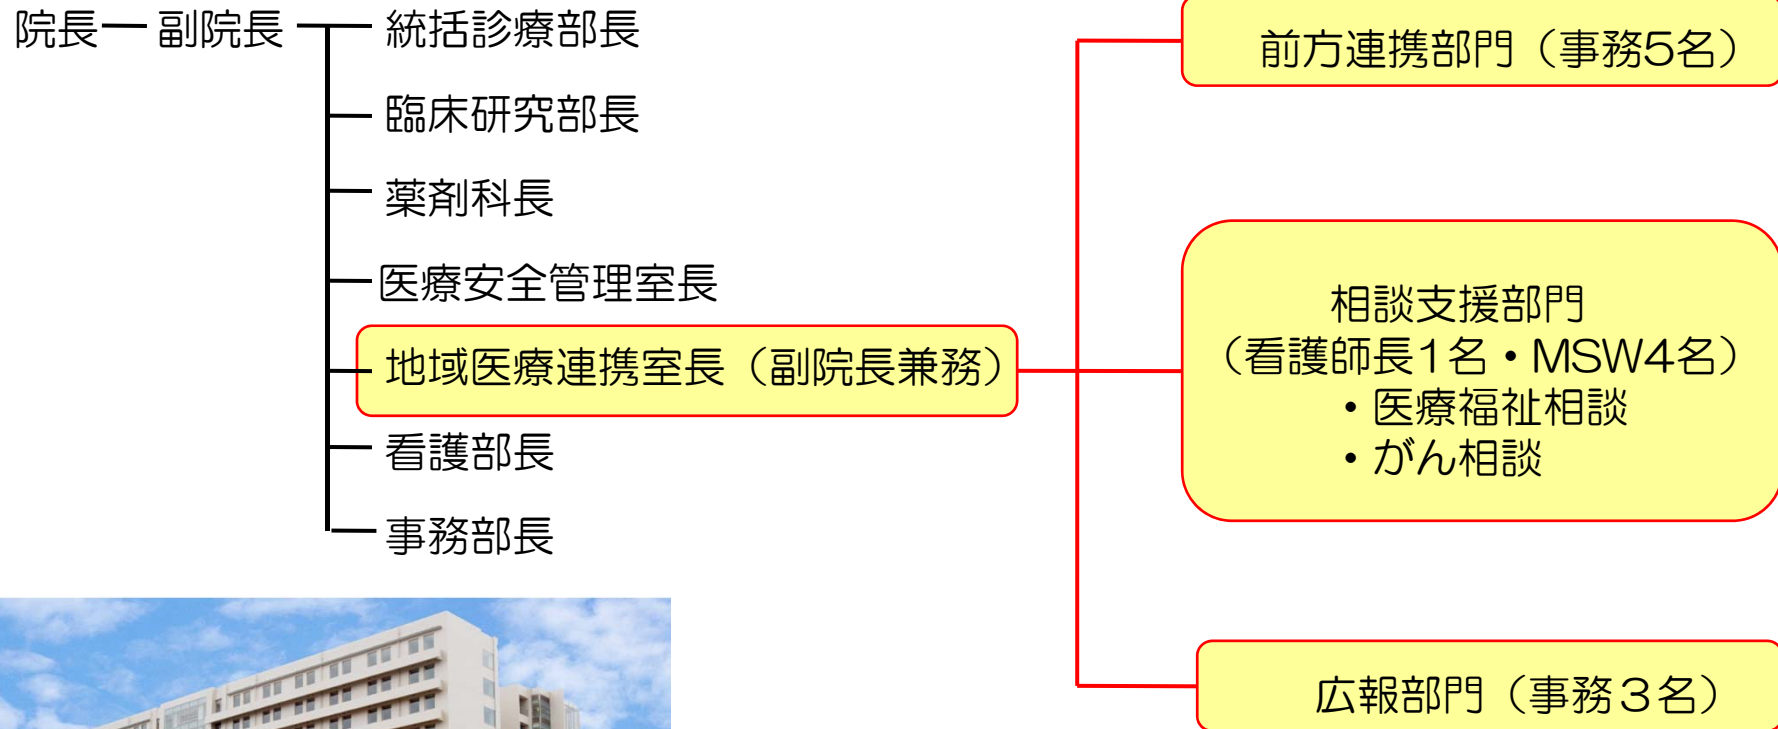 院長 副院長 統括診療部長
臨床研究部長
薬剤科長
医療安全管理室長
地域医療連携室長（副院長兼務）
看護部長
事務部長
前方連携部門（事務5名）
相談支援部門
（看護師長1名・MSW4名）
・医療福祉相談
・がん相談
広報部門（事務３名）